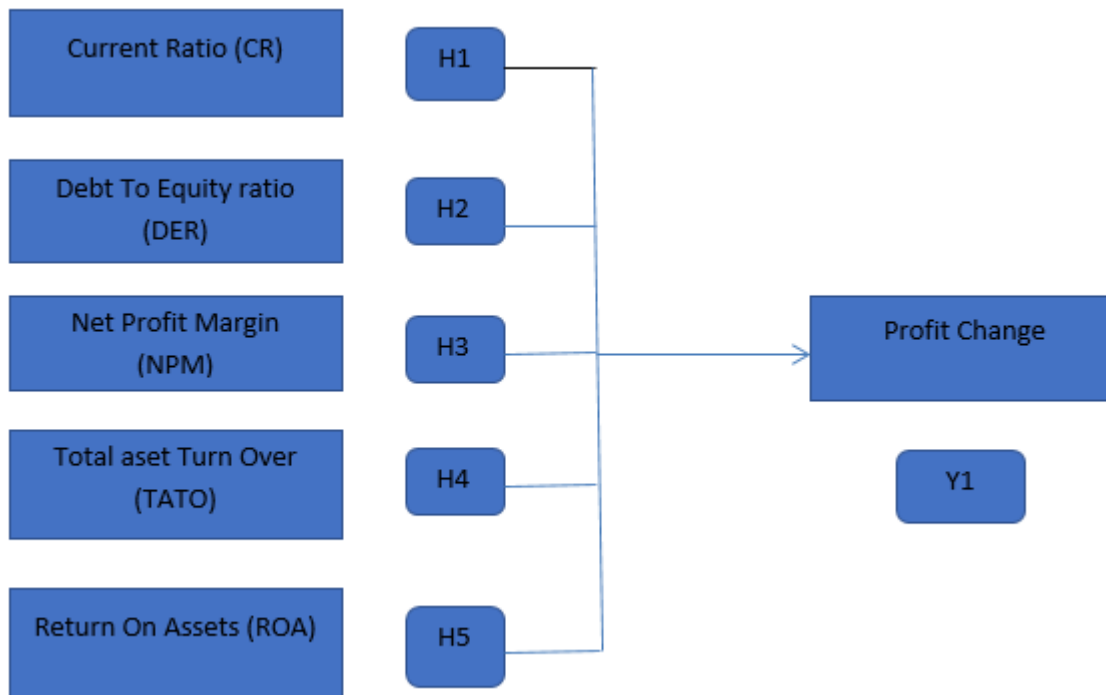 Current Ratio (CR)
H1
Debt To Equity ratio
(DER)
H2
Net Profit Margin
(NPM)
H3
Profit Change
Total aset Turn Over
(TATO)
H4
Y1
Return On Assets (ROA)
H5